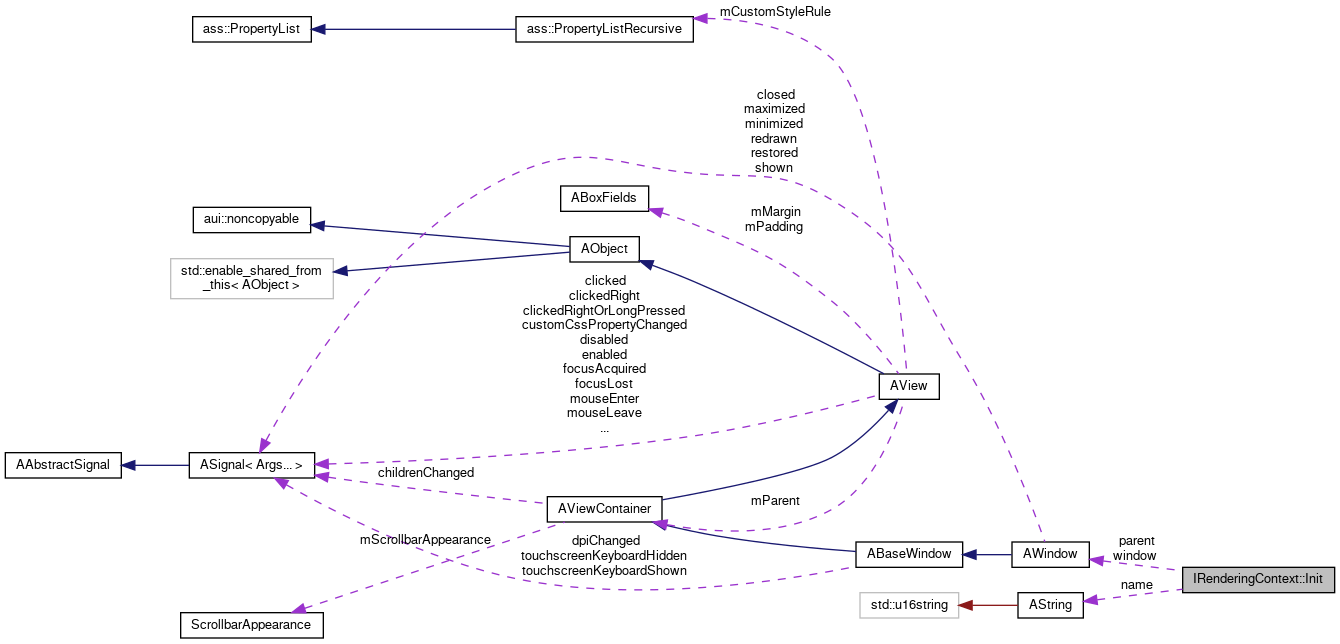 mCustomStyleRule
ass::PropertyList
ass::PropertyListRecursive
closed
maximized
minimized
redrawn
restored
shown
ABoxFields
mMargin
mPadding
aui::noncopyable
AObject
std::enable_shared_from
_this< AObject >
clicked
clickedRight
clickedRightOrLongPressed
customCssPropertyChanged
disabled
enabled
focusAcquired
focusLost
mouseEnter
mouseLeave
...
AView
AAbstractSignal
ASignal< Args... >
childrenChanged
mParent
AViewContainer
mScrollbarAppearance
dpiChanged
touchscreenKeyboardHidden
touchscreenKeyboardShown
ABaseWindow
AWindow
parent
window
IRenderingContext::Init
name
std::u16string
AString
ScrollbarAppearance